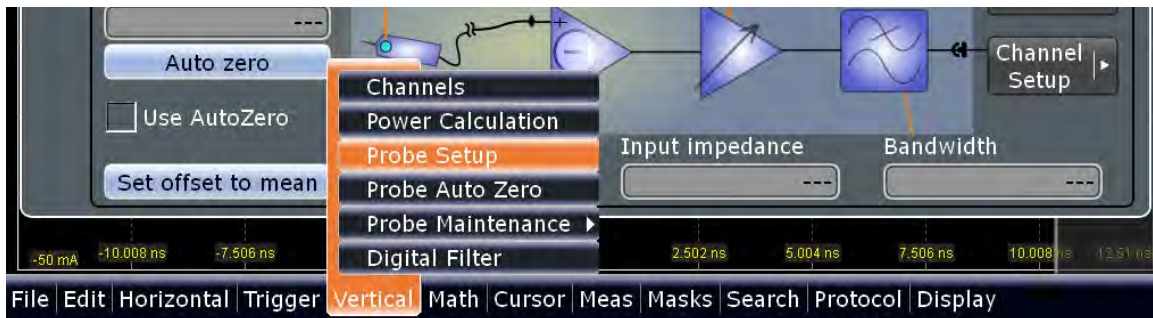 ---
Auto zero
Use AutoZero
Set offset to mean
Channels
Power Calculation
Probe Setup
Probe Auto Zero
Probe Maintenance
Digital Filter
Input impedance
---
Bandwidth
---
Channel
Setup
-50 mA -10.008 ns -7.506 ns 2.502 ns 5.004 ns 7.506 ns 10.008 ns 12.51 ns
File Edit Horizontal Trigger Vertical Math Cursor Meas Masks Search Protocol Display